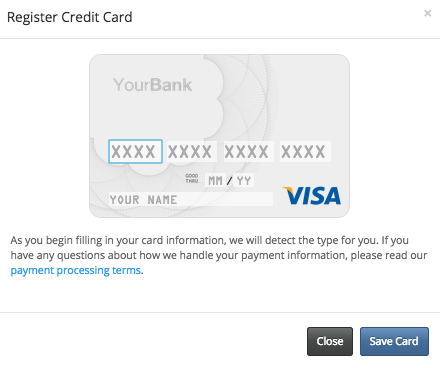 Register Credit Card ×
YourBank
XXXX XXXX XXXX XXXX
GOOD THRU MM / YY
YOUR NAME
VISA
As you begin filling in your card information, we will detect the type for you. If you
have any questions about how we handle your payment information, please read our
payment processing terms.
Close Save Card